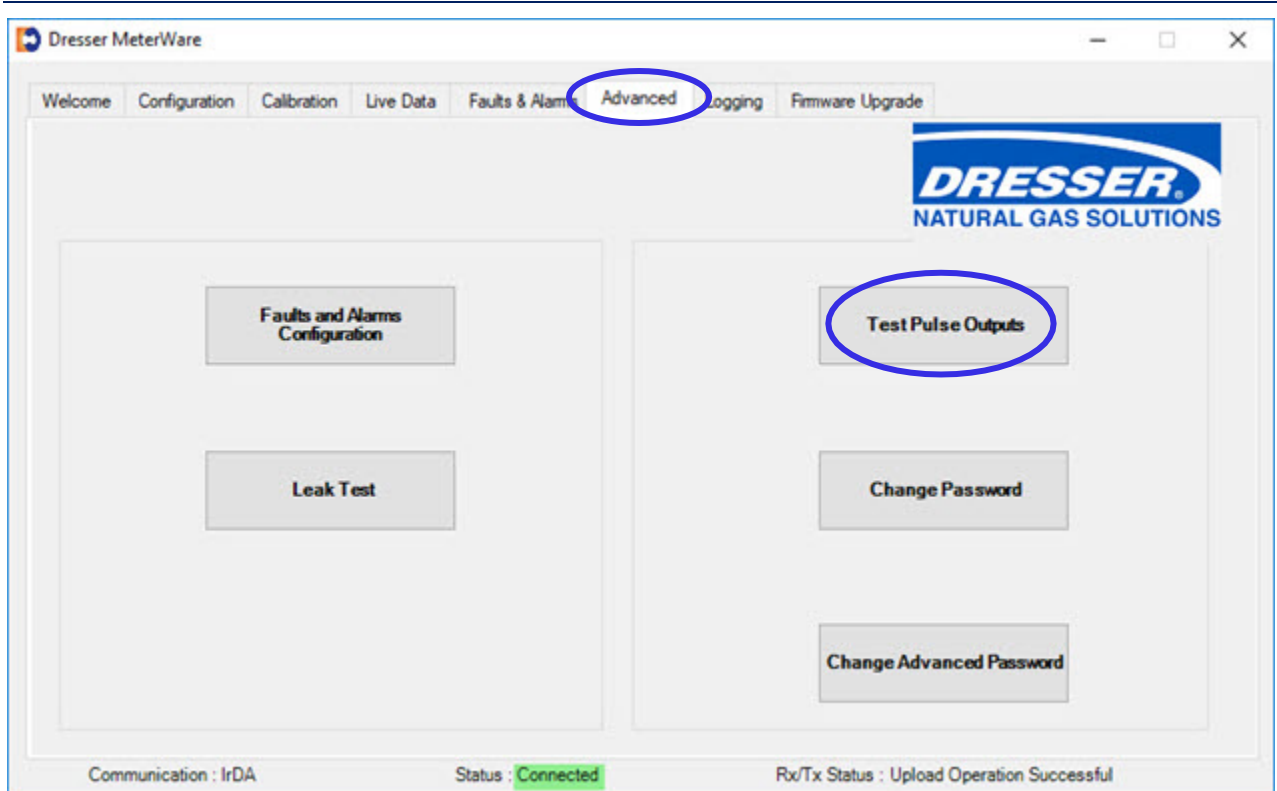 Dresser MeterWare
Welcome Configuration Calibration Live Data Faults & Alarms Advanced Logging Firmware Upgrade
DRESSER®
NATURAL GAS SOLUTIONS
Faults and Alarms
Configuration
Test Pulse Outputs
Leak Test
Change Password
Change Advanced Password
Communication : IrDA Status : Connected Rx/Tx Status : Upload Operation Successful